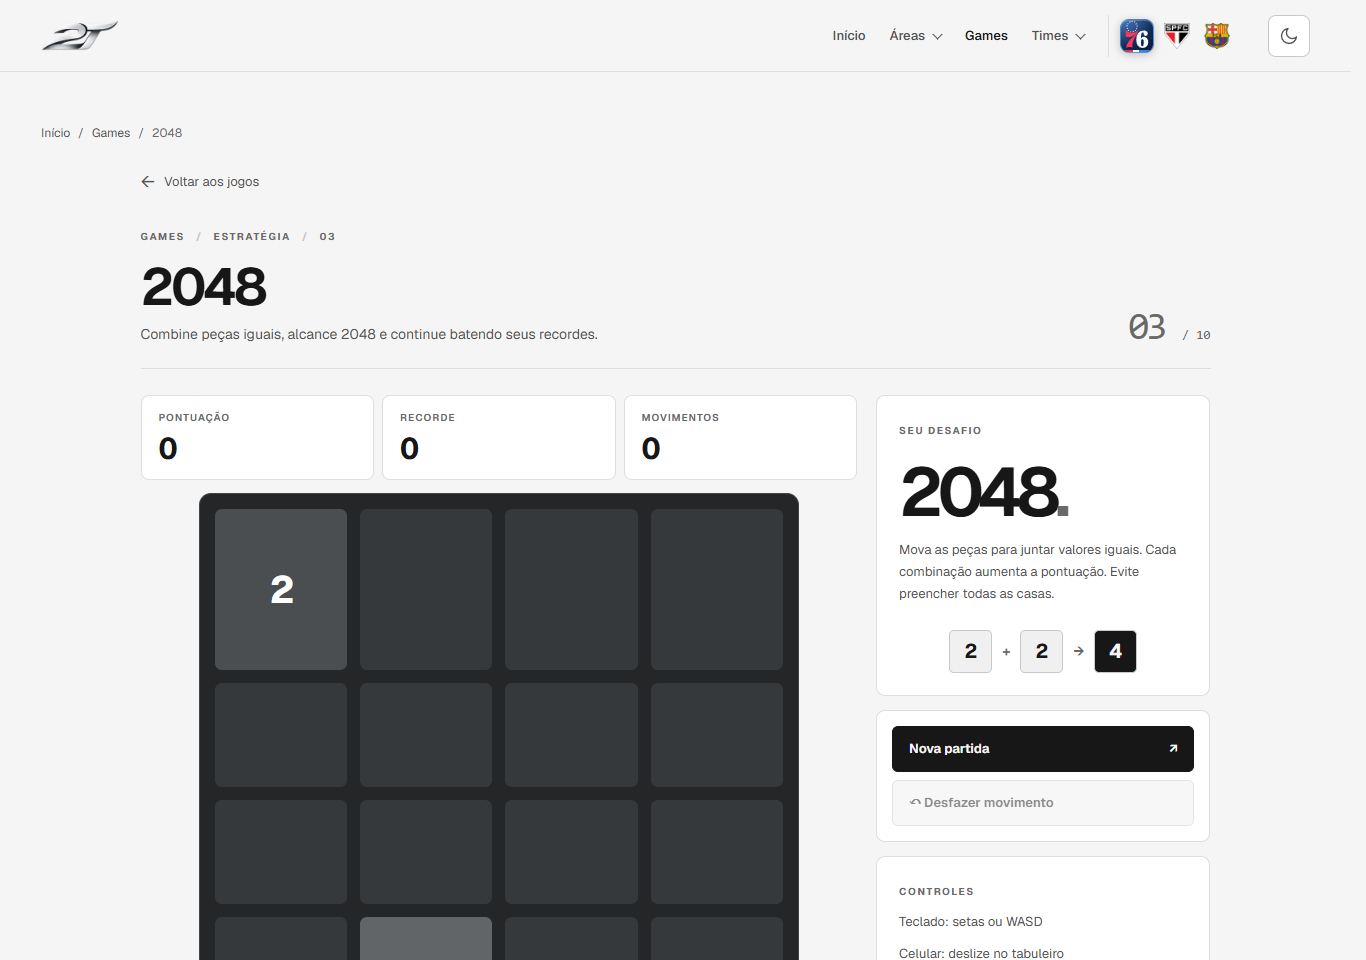 2T
Início Áreas Games Times
76
SPFC
Início / Games / 2048
← Voltar aos jogos
GAMES / ESTRATÉGIA / 03
2048
Combine peças iguais, alcance 2048 e continue batendo seus recordes.
03 / 10
PONTUAÇÃO
0
RECORDE
0
MOVIMENTOS
0
2
SEU DESAFIO
2048.
Mova as peças para juntar valores iguais. Cada
combinação aumenta a pontuação. Evite
preencher todas as casas.
2 + 2 → 4
Nova partida ↗
↶ Desfazer movimento
CONTROLES
Teclado: setas ou WASD
Celular: deslize no tabuleiro